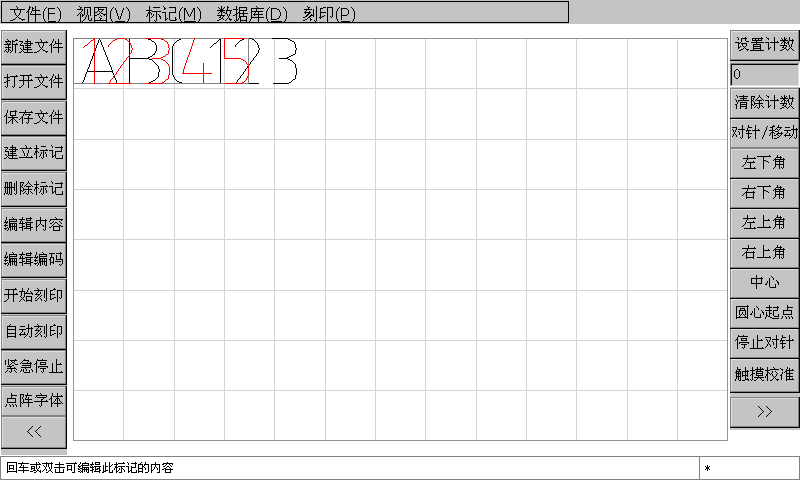 文件(F) 视图(V) 标记(M) 数据库(D) 刻印(P)
新建文件
打开文件
保存文件
建立标记
删除标记
编辑内容
编辑编码
开始刻印
自动刻印
紧急停止
点阵字体
<<
设置计数
0
清除计数
对针/移动
左下角
右下角
左上角
右上角
中心
圆心起点
停止对针
触摸校准
>>
回车或双击可编辑此标记的内容
*